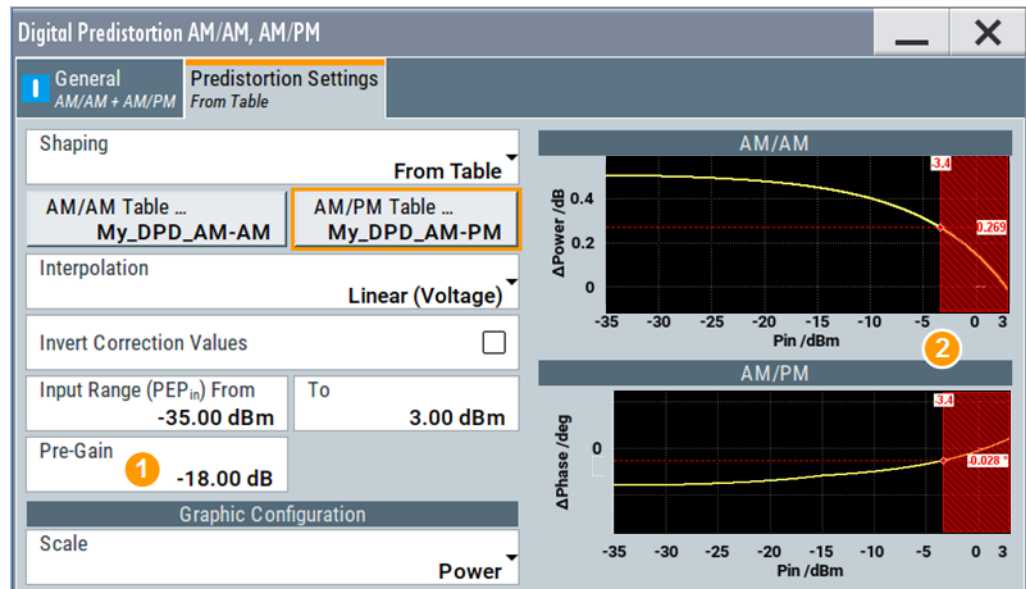 Digital Predistortion AM/AM, AM/PM
General
AM/AM + AM/PM
Predistortion Settings
From Table
Shaping
From Table
AM/AM Table ...
My_DPD_AM-AM
AM/PM Table ...
My_DPD_AM-PM
Interpolation
Linear (Voltage)
Invert Correction Values
Input Range (PEPin) From
-35.00 dBm
To
3.00 dBm
Pre-Gain
1
-18.00 dB
Graphic Configuration
Scale
Power
AM/AM
-3.4
ΔPower /dB
0.4
0.2
0
0.269
-35 -30 -25 -20 -15 -10 -5 0 3
Pin /dBm
2
AM/PM
-3.4
ΔPhase /deg
0
-0.028 °
-35 -30 -25 -20 -15 -10 -5 0 3
Pin /dBm